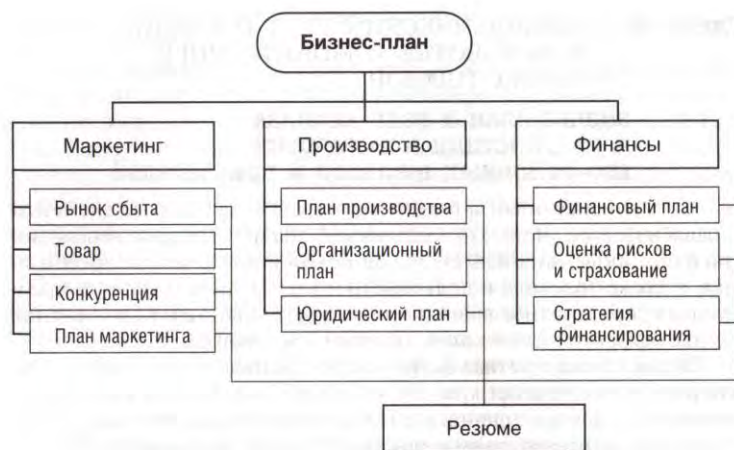 Бизнес-план
Маркетинг
Рынок сбыта
Товар
Конкуренция
План маркетинга
Производство
План производства
Организационный
план
Юридический план
Финансы
Финансовый план
Оценка рисков
и страхование
Стратегия
финансирования
Резюме